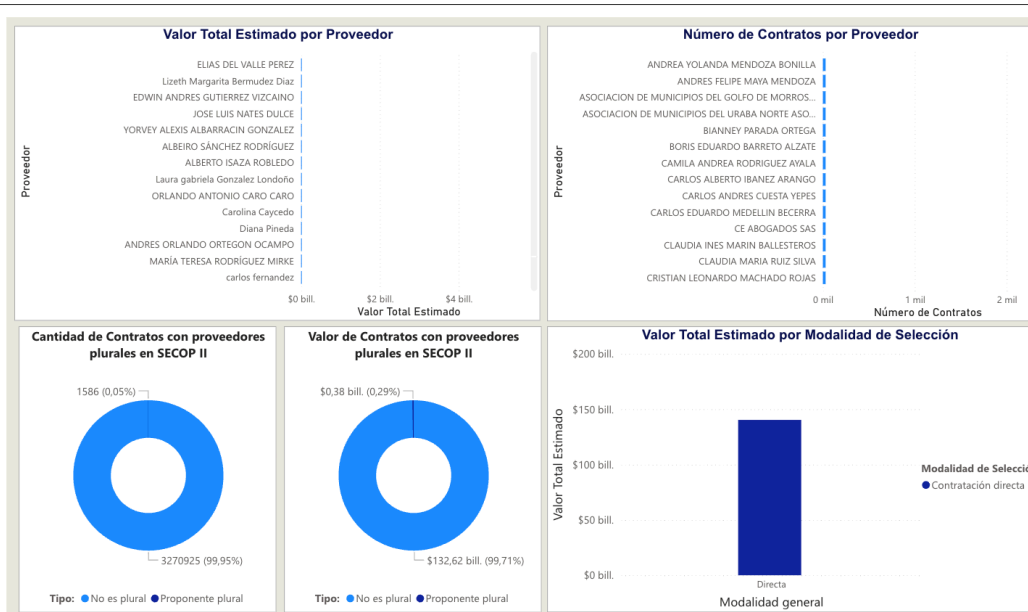 Valor Total Estimado por Proveedor
Proveedor
ELIAS DEL VALLE PEREZ
Lizeth Margarita Bermudez Diaz
EDWIN ANDRES GUTIERREZ VIZCAINO
JOSE LUIS NATES DULCE
YORVEY ALEXIS ALBARRACIN GONZALEZ
ALBEIRO SÁNCHEZ RODRÍGUEZ
ALBERTO ISAZA ROBLEDO
Laura gabriela Gonzalez Londoño
ORLANDO ANTONIO CARO CARO
Carolina Caycedo
Diana Pineda
ANDRES ORLANDO ORTEGON OCAMPO
MARÍA TERESA RODRÍGUEZ MIRKE
carlos fernandez
$0 bill. $2 bill. $4 bill.
Valor Total Estimado
Número de Contratos por Proveedor
Proveedor
ANDREA YOLANDA MENDOZA BONILLA
ANDRES FELIPE MAYA MENDOZA
ASOCIACION DE MUNICIPIOS DEL GOLFO DE MORROS...
ASOCIACION DE MUNICIPIOS DEL URABA NORTE ASO...
BIANNEY PARADA ORTEGA
BORIS EDUARDO BARRETO ALZATE
CAMILA ANDREA RODRIGUEZ AYALA
CARLOS ALBERTO IBANEZ ARANGO
CARLOS ANDRES CUESTA YEPES
CARLOS EDUARDO MEDELLIN BECERRA
CE ABOGADOS SAS
CLAUDIA INES MARIN BALLESTEROS
CLAUDIA MARIA RUIZ SILVA
CRISTIAN LEONARDO MACHADO ROJAS
0 mil 1 mil 2 mil
Número de Contratos
Cantidad de Contratos con proveedores
plurales en SECOP II
1586 (0,05%)
3270925 (99,95%)
Tipo: No es plural Proponente plural
Valor de Contratos con proveedores
plurales en SECOP II
$0,38 bill. (0,29%)
$132,62 bill. (99,71%)
Tipo: No es plural Proponente plural
Valor Total Estimado por Modalidad de Selección
Valor Total Estimado
$200 bill.
$150 bill.
$100 bill.
$50 bill.
$0 bill.
Directa
Modalidad general
Modalidad de Selecció
Contratación directa